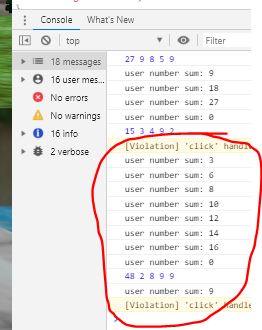 Console
What's New
top
Filter
18 messages
16 user mes...
No errors
No warnings
16 info
2 verbose
27 9 8 5 9
user number sum: 9
user number sum: 18
user number sum: 27
user number sum: 0
15 3 4 9 2
[Violation] 'click' handle
user number sum: 3
user number sum: 6
user number sum: 8
user number sum: 10
user number sum: 12
user number sum: 14
user number sum: 16
user number sum: 0
48 2 8 9 9
user number sum: 9
[Violation] 'click' handle